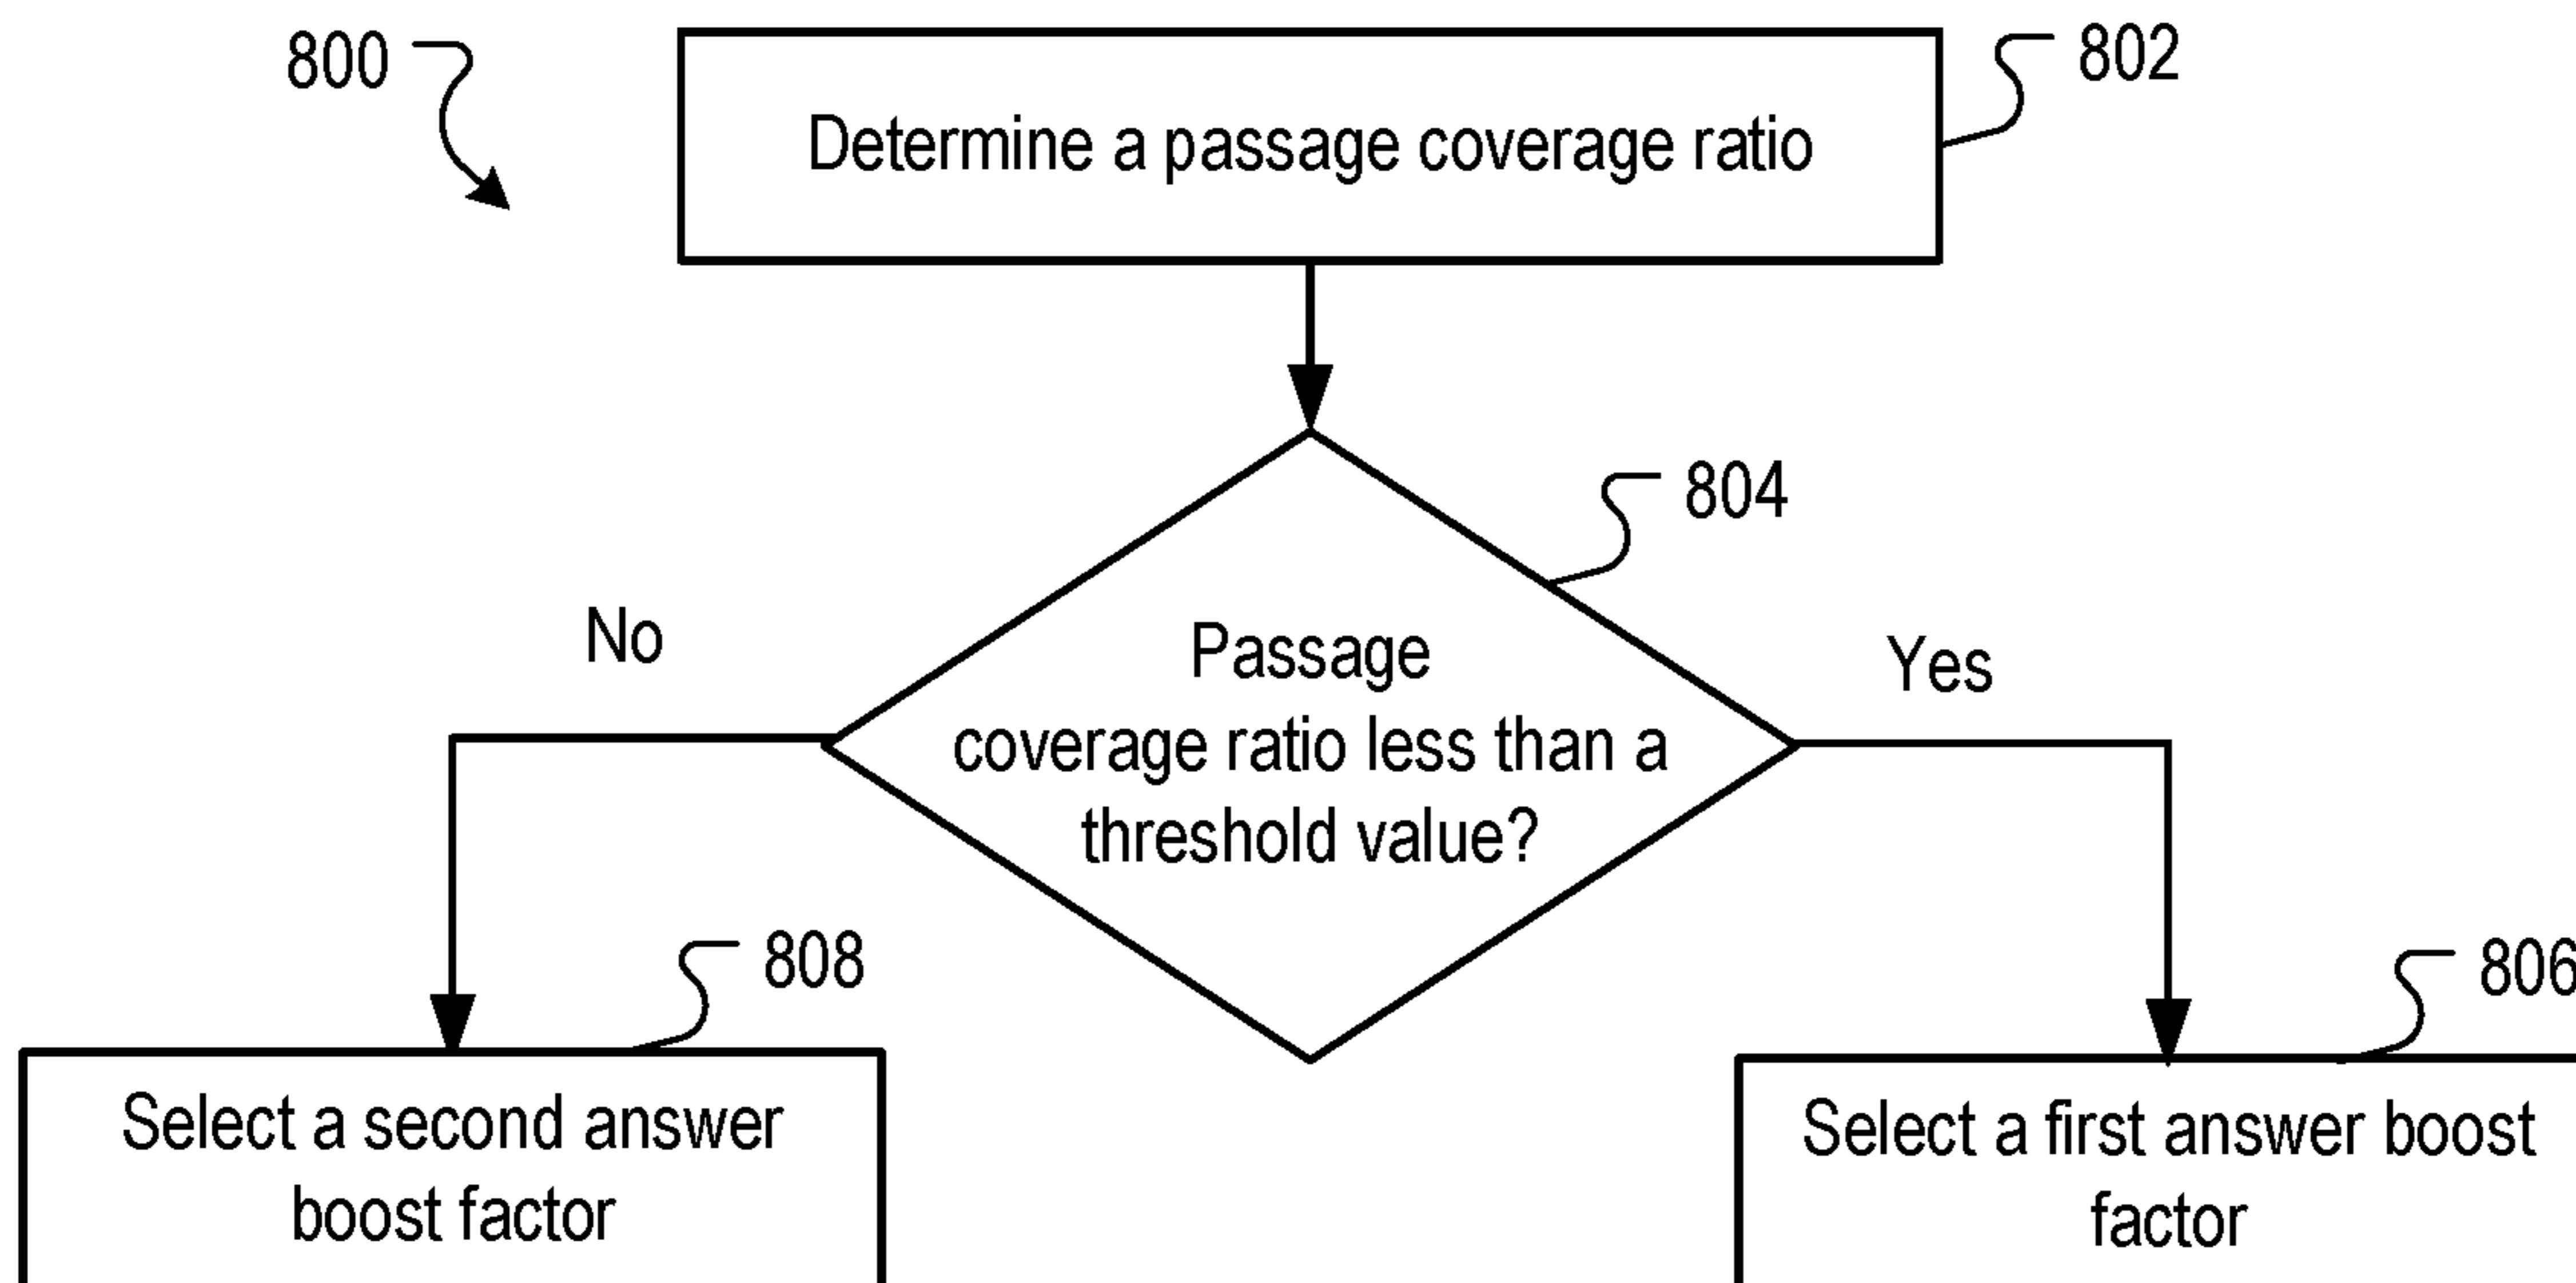 800
802
Determine a passage coverage ratio
804
No
Yes
Passage
coverage ratio less than a
threshold value?
808
806
Select a second answer
boost factor
Select a first answer boost
factor